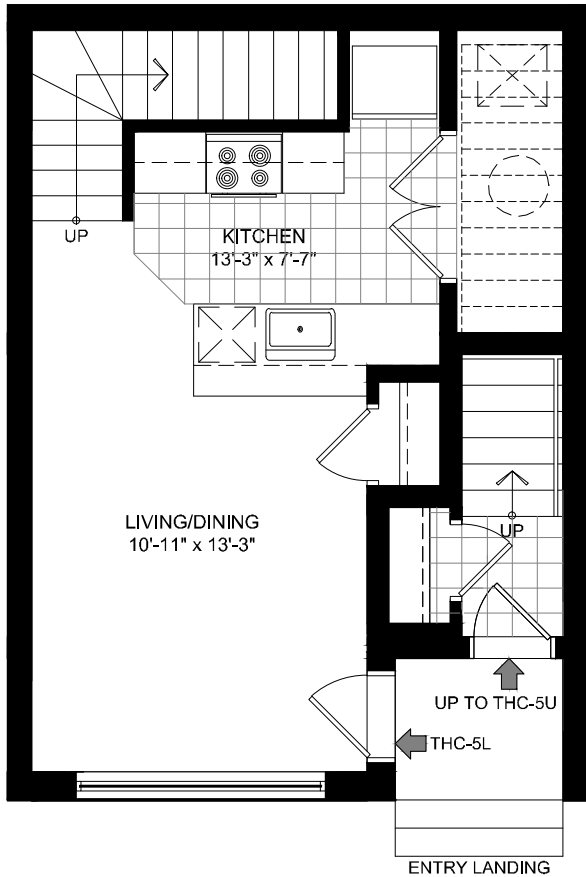 UP
KITCHEN
13'-3" x 7'-7"
LIVING/DINING
10'-11" x 13'-3"
UP
UP TO THC-5U
THC-5L
ENTRY LANDING